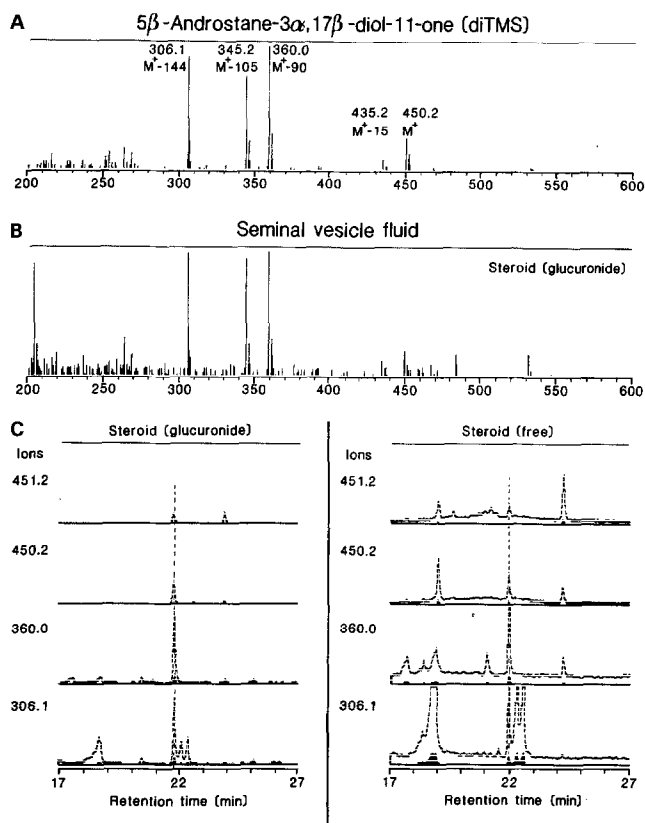 A
5β-Androstane-3α,17β-diol-11-one (diTMS)
306.1 345.2 360.0
M+-144 M+-105 M+-90
435.2 450.2
M+-15 M+
200 250 300 350 400 450 500 550 600
B
Seminal vesicle fluid
Steroid (glucuronide)
200 250 300 350 400 450 500 550 600
C
Steroid (glucuronide) Steroid (free)
Ions Ions
451.2 451.2
450.2 450.2
360.0 360.0
306.1 306.1
17 22 27 17 22 27
Retention time (min) Retention time (min)